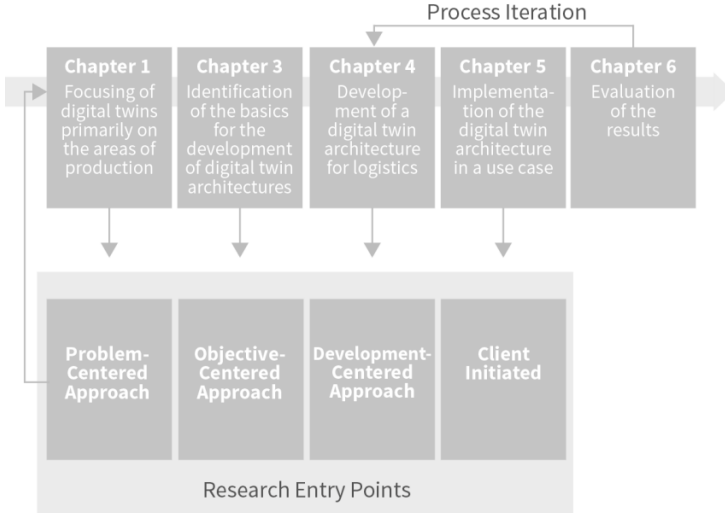 Process Iteration
Chapter 1
Focusing of
digital twins
primarily on
the areas of
production
Chapter 3
Identification
of the basics
for the
development
of digital twin
architectures
Chapter 4
Develop-
ment of a
digital twin
architecture
for logistics
Chapter 5
Implementa-
tion of the
digital twin
architecture
in a use case
Chapter 6
Evaluation
of the
results
Problem-
Centered
Approach
Objective-
Centered
Approach
Development-
Centered
Approach
Client
Initiated
Research Entry Points